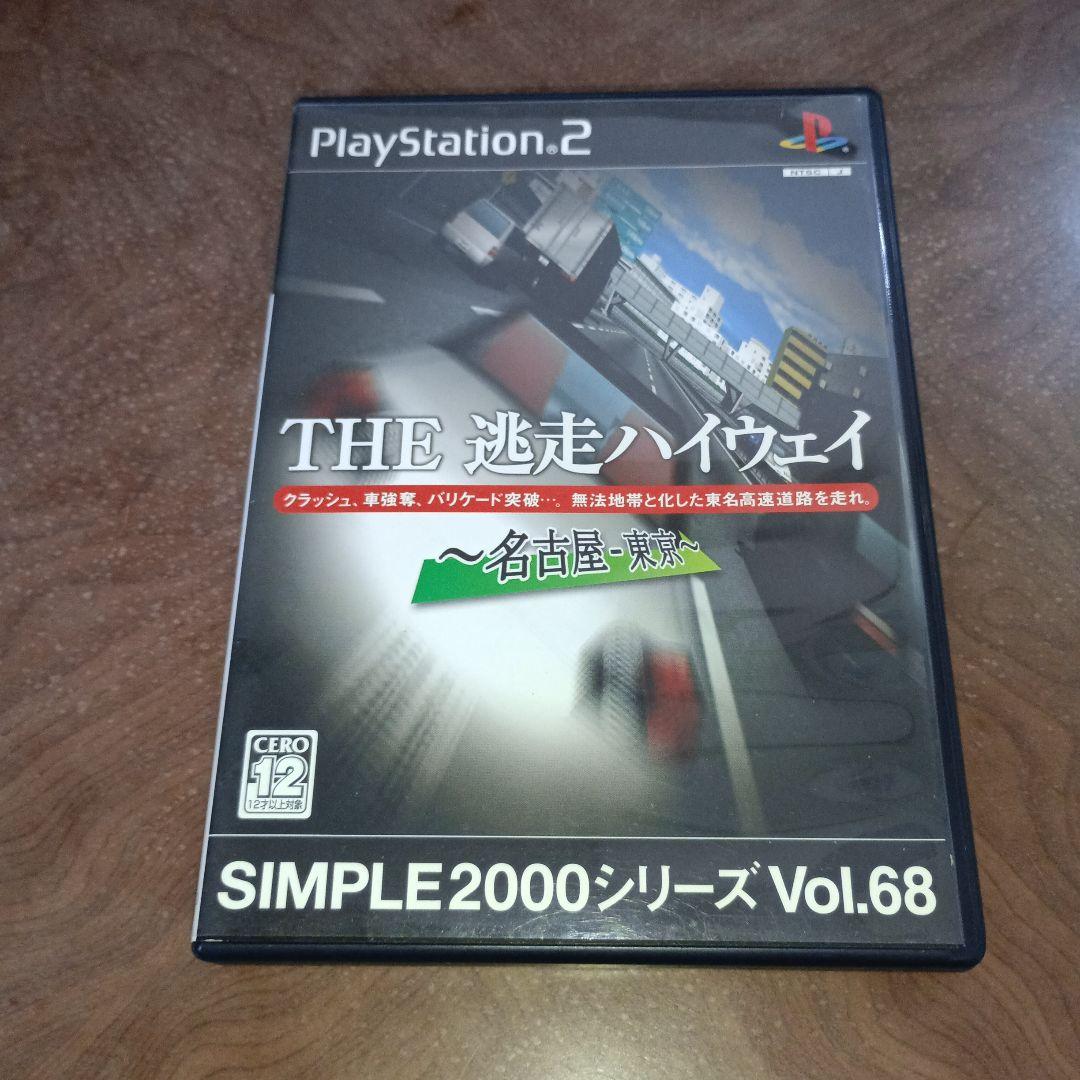 PlayStation®2
NTSC J
THE 逃走ハイウェイ
クラッシュ、車強奪、バリケード突破…。無法地帯と化した東名高速道路を走れ。
～名古屋-東京～
CERO
12
12才以上対象
SIMPLE2000シリーズ Vol.68